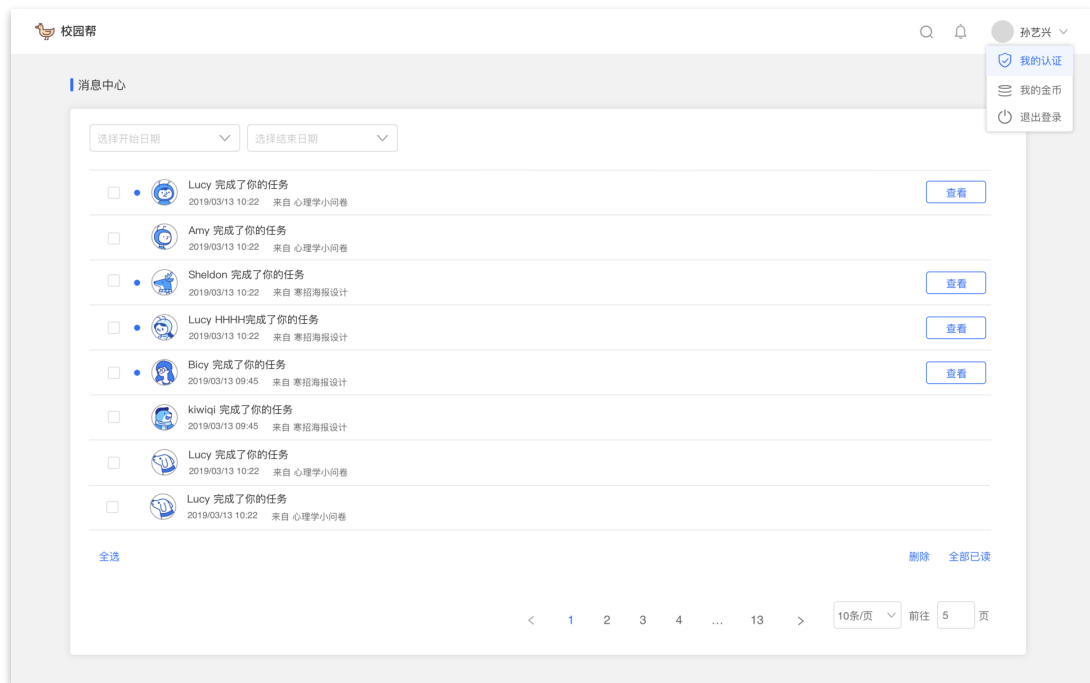 校园帮
孙艺兴
我的认证
我的金币
退出登录
消息中心
选择开始日期 选择结束日期
Lucy 完成了你的任务
2019/03/13 10:22 来自 心理学小问卷
查看
Amy 完成了你的任务
2019/03/13 10:22 来自 心理学小问卷
Sheldon 完成了你的任务
2019/03/13 10:22 来自 寒招海报设计
查看
Lucy HHHH完成了你的任务
2019/03/13 10:22 来自 寒招海报设计
查看
Bicy 完成了你的任务
2019/03/13 09:45 来自 寒招海报设计
查看
kiwiqi 完成了你的任务
2019/03/13 09:45 来自 寒招海报设计
Lucy 完成了你的任务
2019/03/13 10:22 来自 心理学小问卷
Lucy 完成了你的任务
2019/03/13 10:22 来自 心理学小问卷
全选 删除 全部已读
< 1 2 3 4 ... 13 > 10条/页 前往 5 页